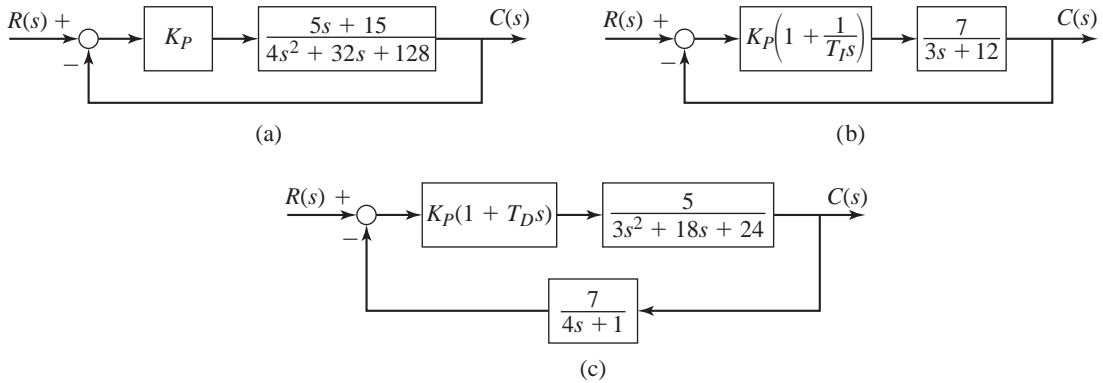 R(s) + − K_P (5s + 15)/(4s² + 32s + 128) C(s)
(a)
R(s) + − K_P(1 + 1/(T_I s)) 7/(3s + 12) C(s)
(b)
R(s) + − K_P(1 + T_D s) 5/(3s² + 18s + 24) C(s)
7/(4s + 1)
(c)